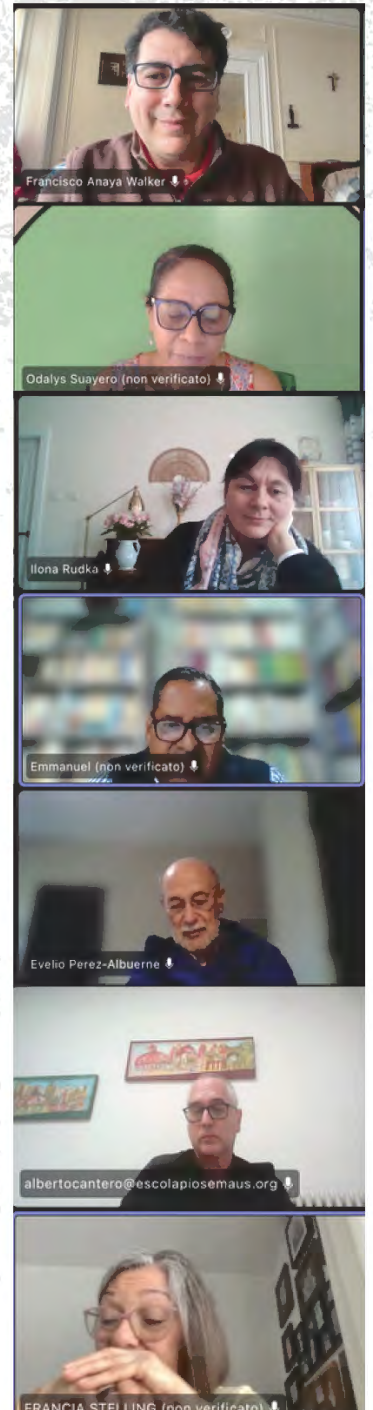 Francisco Anaya Walker
Odalys Suayero (non verificato)
Ilona Rudka
Emmanuel (non verificato)
Evelio Perez-Albuerne
albertocantero@escolapiosemaus.org
FRANCIA STELLING (non verificato)